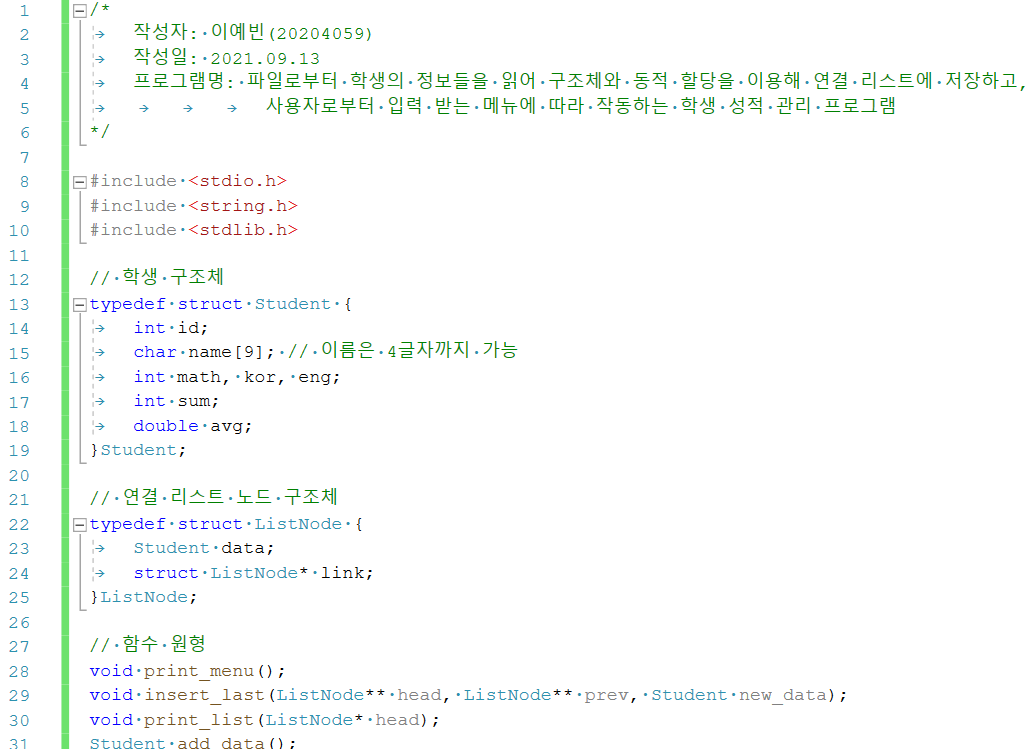 1 /*
2 작성자: 이예빈(20204059)
3 작성일: 2021.09.13
4 프로그램명: 파일로부터 학생의 정보들을 읽어 구조체와 동적 할당을 이용해 연결 리스트에 저장하고,
5 사용자로부터 입력 받는 메뉴에 따라 작동하는 학생 성적 관리 프로그램
6 */
7
8 #include <stdio.h>
9 #include <string.h>
10 #include <stdlib.h>
11
12 // 학생 구조체
13 typedef struct Student {
14 int id;
15 char name[9]; // 이름은 4글자까지 가능
16 int math, kor, eng;
17 int sum;
18 double avg;
19 }Student;
20
21 // 연결 리스트 노드 구조체
22 typedef struct ListNode {
23 Student data;
24 struct ListNode* link;
25 }ListNode;
26
27 // 함수 원형
28 void print_menu();
29 void insert_last(ListNode** head, ListNode** prev, Student new_data);
30 void print_list(ListNode* head);
31 Student add_data();